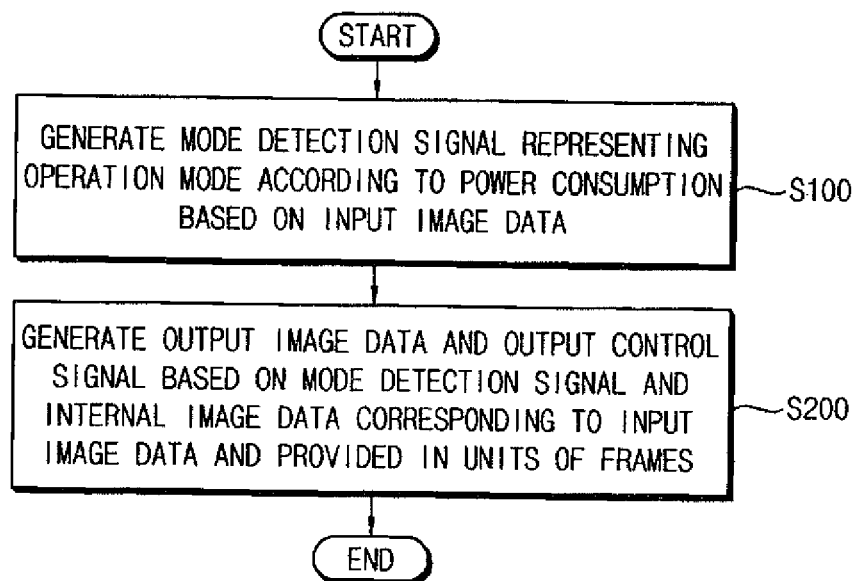 START
GENERATE MODE DETECTION SIGNAL REPRESENTING
OPERATION MODE ACCORDING TO POWER CONSUMPTION
BASED ON INPUT IMAGE DATA
S100
GENERATE OUTPUT IMAGE DATA AND OUTPUT CONTROL
SIGNAL BASED ON MODE DETECTION SIGNAL AND
INTERNAL IMAGE DATA CORRESPONDING TO INPUT
IMAGE DATA AND PROVIDED IN UNITS OF FRAMES
S200
END